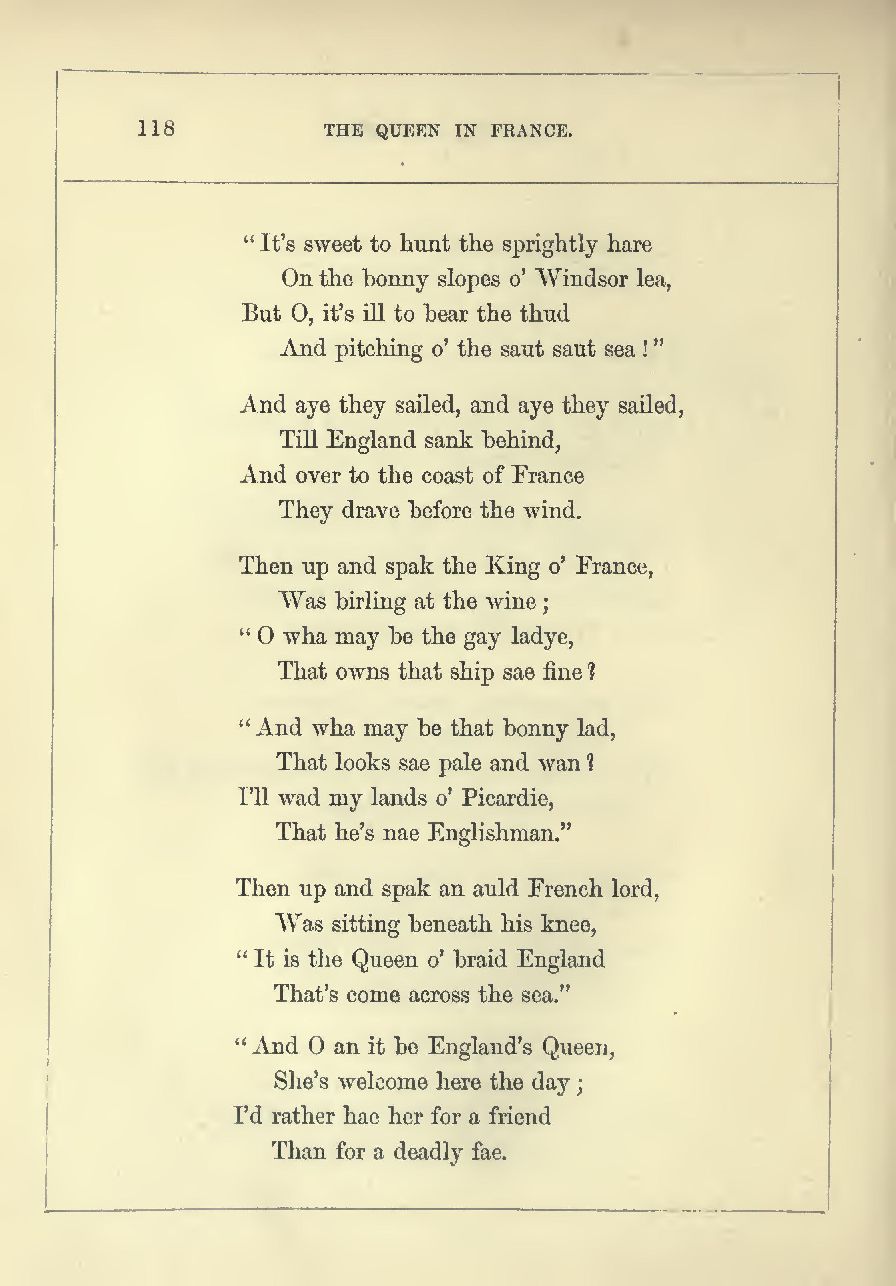 118 THE QUEEN IN FRANCE.
“It’s sweet to hunt the sprightly hare
On the bonny slopes o’ Windsor lea,
But O, it’s ill to bear the thud
And pitching o’ the saut saut sea!”
And aye they sailed, and aye they sailed,
Till England sank behind,
And over to the coast of France
They drave before the wind.
Then up and spak the King o’ France,
Was birling at the wine;
“O wha may be the gay ladye,
That owns that ship sae fine?
“And wha may be that bonny lad,
That looks sae pale and wan?
I’ll wad my lands o’ Picardie,
That he’s nae Englishman.”
Then up and spak an auld French lord,
Was sitting beneath his knee,
“It is the Queen o’ braid England
That’s come across the sea.”
“And O an it be England’s Queen,
She’s welcome here the day;
I’d rather hae her for a friend
Than for a deadly fae.